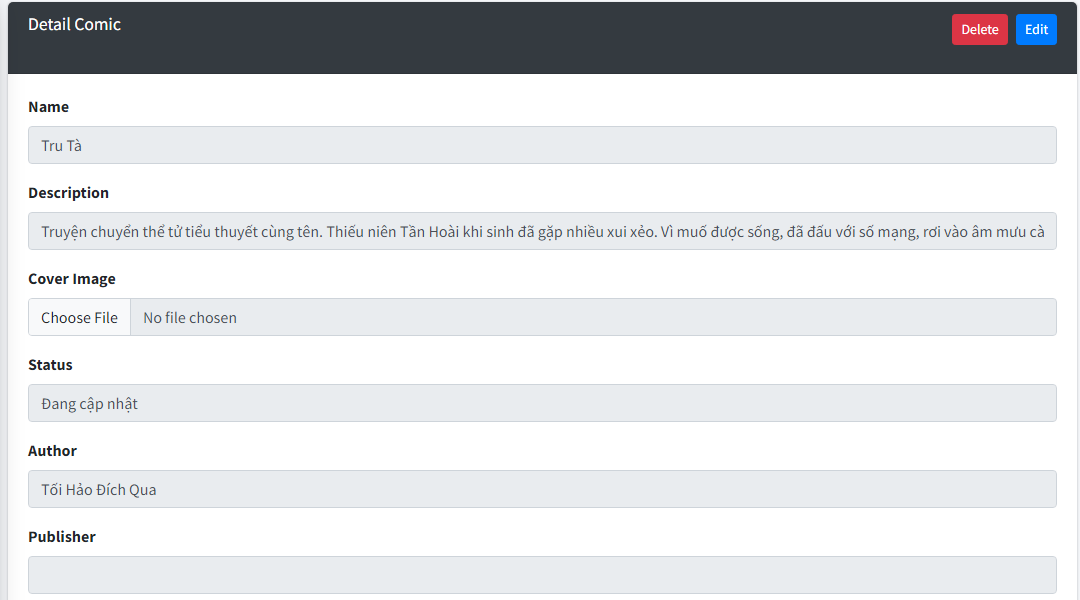 Detail Comic
Delete Edit
Name
Tru Tà
Description
Truyện chuyển thể từ tiểu thuyết cùng tên. Thiếu niên Tần Hoài khi sinh đã gặp nhiều xui xẻo. Vì muố được sống, đã đấu với số mạng, rơi vào âm mưu cà
Cover Image
Choose File No file chosen
Status
Đang cập nhật
Author
Tối Hảo Đích Qua
Publisher